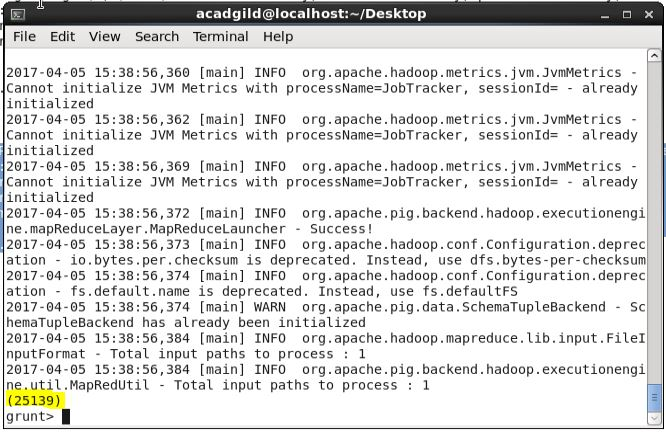 acadgild@localhost:~/Desktop
File Edit View Search Terminal Help
2017-04-05 15:38:56,360 [main] INFO  org.apache.hadoop.metrics.jvm.JvmMetrics -
Cannot initialize JVM Metrics with processName=JobTracker, sessionId= - already
initialized
2017-04-05 15:38:56,362 [main] INFO  org.apache.hadoop.metrics.jvm.JvmMetrics -
Cannot initialize JVM Metrics with processName=JobTracker, sessionId= - already
initialized
2017-04-05 15:38:56,369 [main] INFO  org.apache.hadoop.metrics.jvm.JvmMetrics -
Cannot initialize JVM Metrics with processName=JobTracker, sessionId= - already
initialized
2017-04-05 15:38:56,372 [main] INFO  org.apache.pig.backend.hadoop.executionengi
ne.mapReduceLayer.MapReduceLauncher - Success!
2017-04-05 15:38:56,373 [main] INFO  org.apache.hadoop.conf.Configuration.deprec
ation - io.bytes.per.checksum is deprecated. Instead, use dfs.bytes-per-checksum
2017-04-05 15:38:56,374 [main] INFO  org.apache.hadoop.conf.Configuration.deprec
ation - fs.default.name is deprecated. Instead, use fs.defaultFS
2017-04-05 15:38:56,374 [main] WARN  org.apache.pig.data.SchemaTupleBackend - Sc
hemaTupleBackend has already been initialized
2017-04-05 15:38:56,384 [main] INFO  org.apache.hadoop.mapreduce.lib.input.FileI
nputFormat - Total input paths to process : 1
2017-04-05 15:38:56,384 [main] INFO  org.apache.pig.backend.hadoop.executionengi
ne.util.MapRedUtil - Total input paths to process : 1
(25139)
grunt>